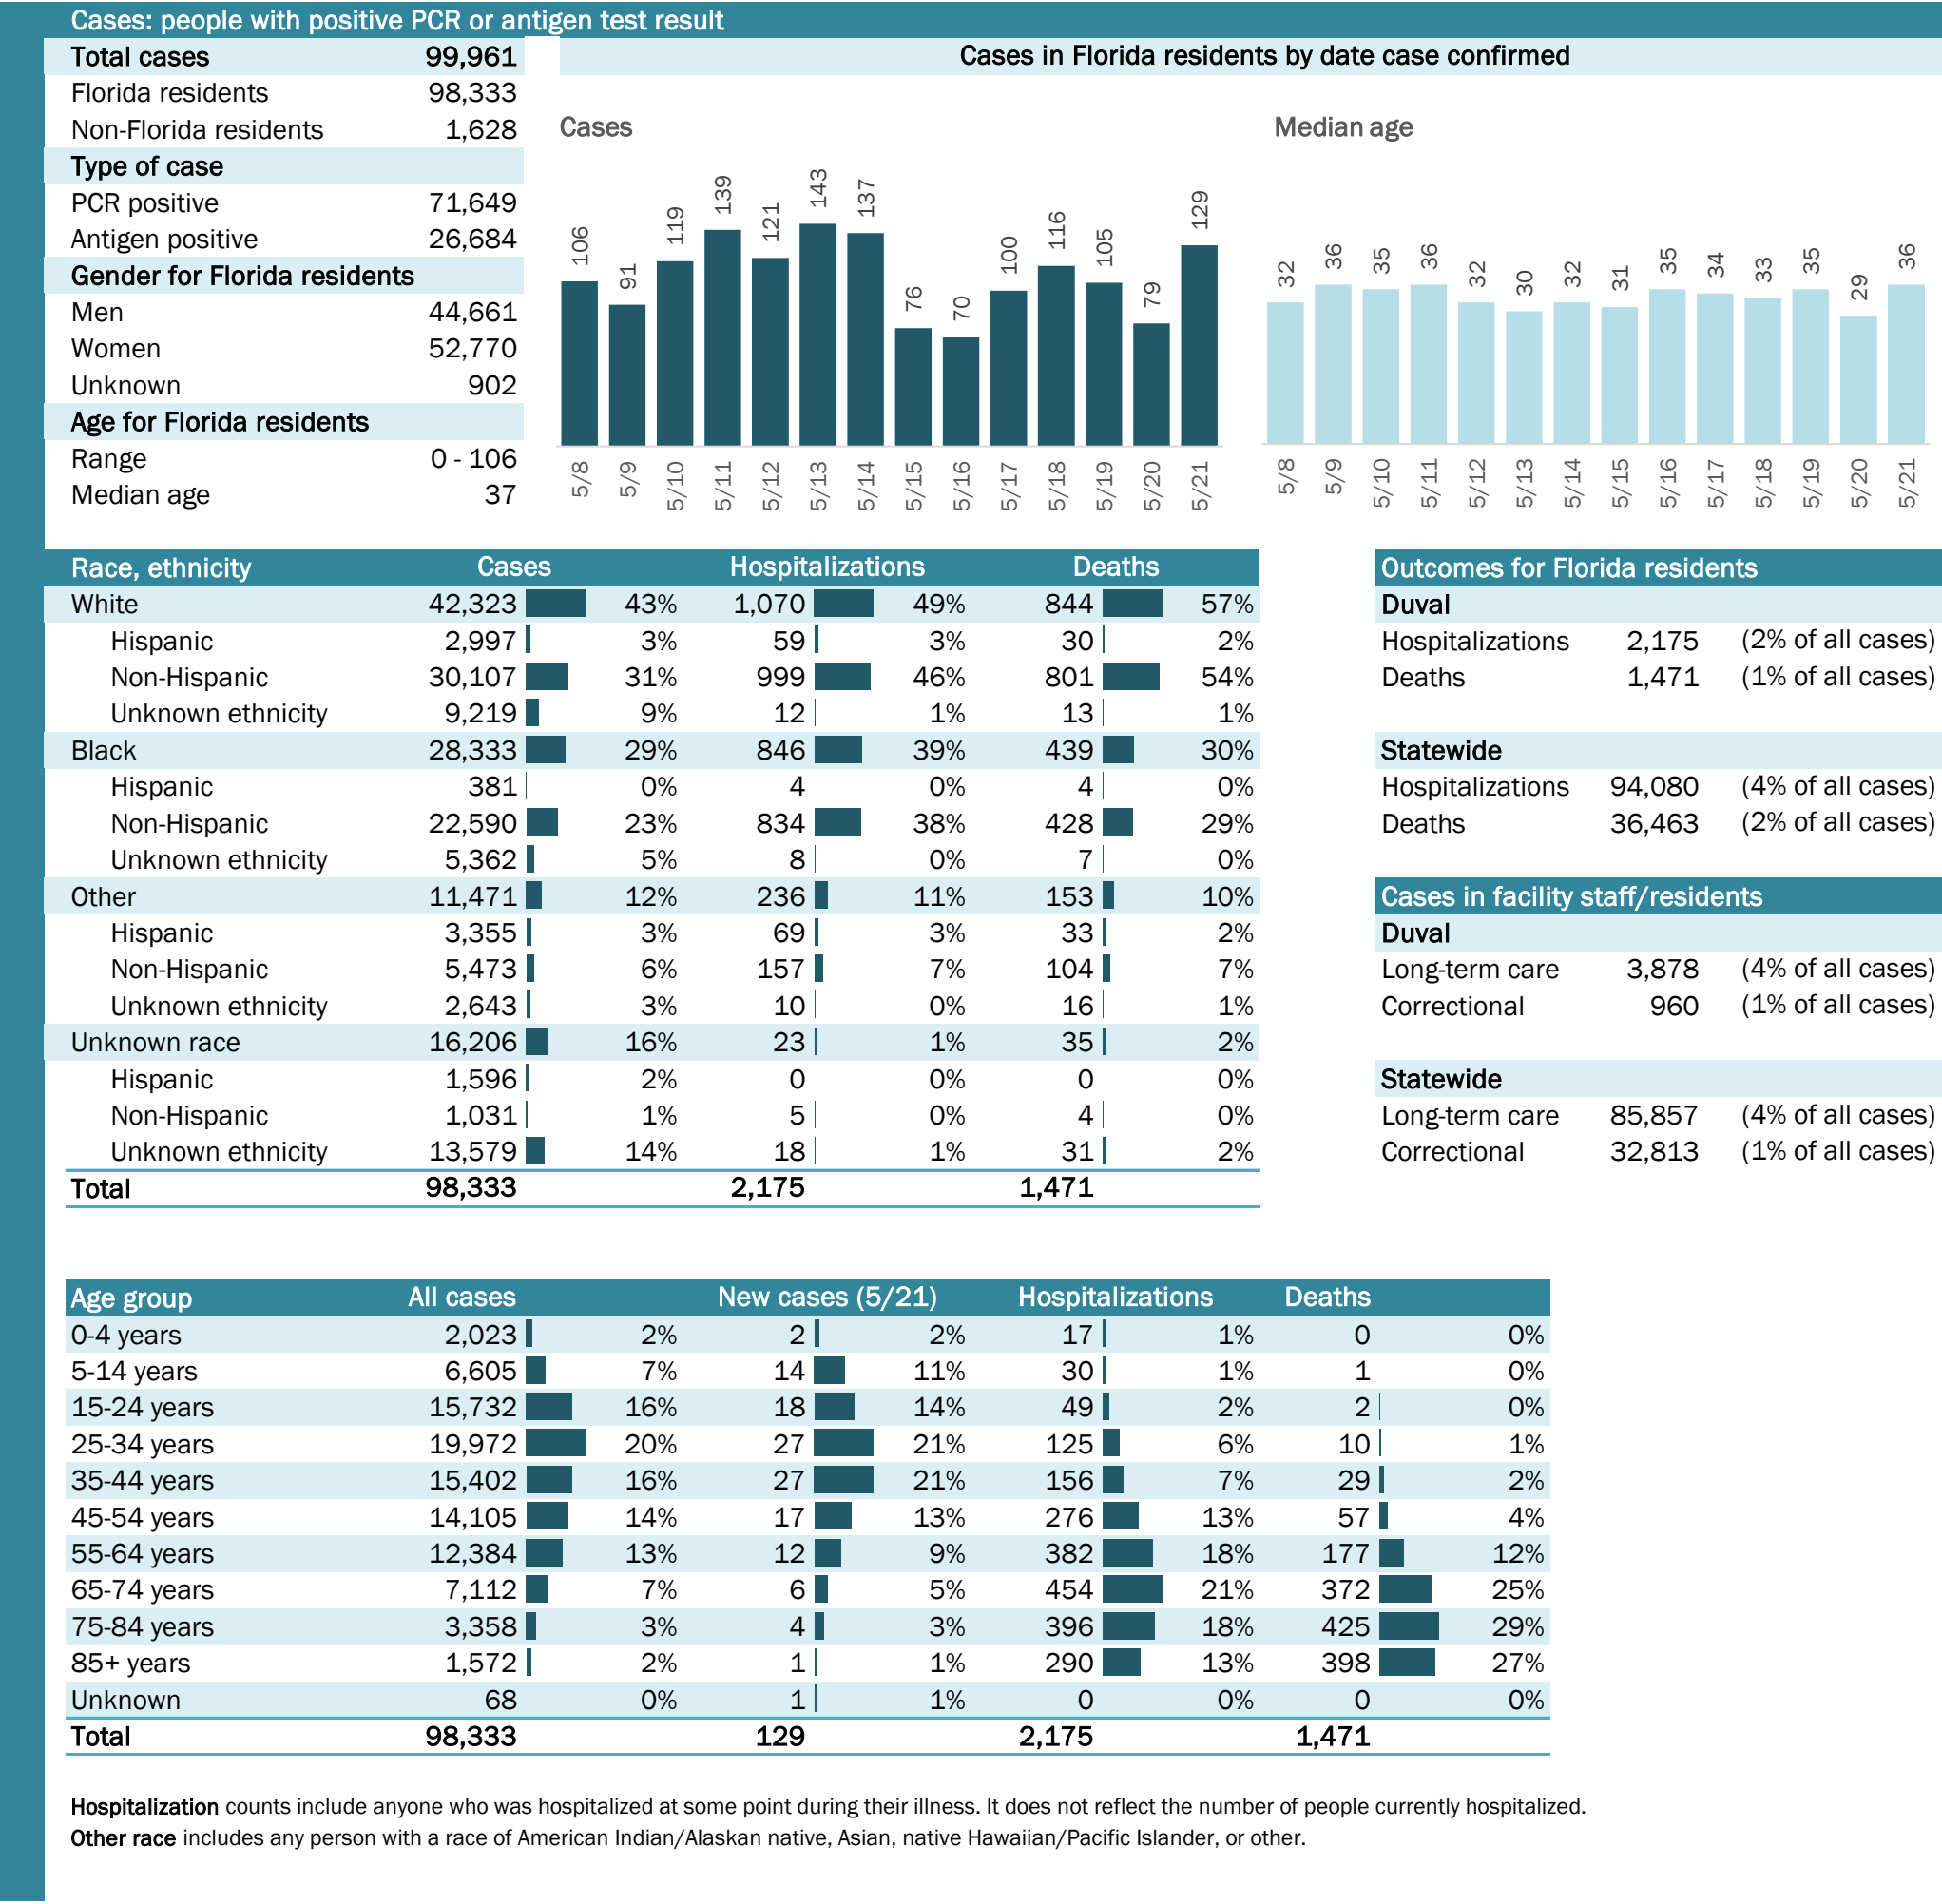 Cases: people with positive PCR or antigen test result
Total cases 99,961
Florida residents 98,333
Non-Florida residents 1,628
Type of case
PCR positive 71,649
Antigen positive 26,684
Gender for Florida residents
Men 44,661
Women 52,770
Unknown 902
Age for Florida residents
Range 0 - 106
Median age 37
Cases in Florida residents by date case confirmed
Cases
106 91 119 139 121 143 137 76 70 100 116 105 79 129
5/8 5/9 5/10 5/11 5/12 5/13 5/14 5/15 5/16 5/17 5/18 5/19 5/20 5/21
Median age
32 36 35 36 32 30 32 31 35 34 33 35 29 36
5/8 5/9 5/10 5/11 5/12 5/13 5/14 5/15 5/16 5/17 5/18 5/19 5/20 5/21
Race, ethnicity Cases Hospitalizations Deaths
White 42,323 43% 1,070 49% 844 57%
Hispanic 2,997 3% 59 3% 30 2%
Non-Hispanic 30,107 31% 999 46% 801 54%
Unknown ethnicity 9,219 9% 12 1% 13 1%
Black 28,333 29% 846 39% 439 30%
Hispanic 381 0% 4 0% 4 0%
Non-Hispanic 22,590 23% 834 38% 428 29%
Unknown ethnicity 5,362 5% 8 0% 7 0%
Other 11,471 12% 236 11% 153 10%
Hispanic 3,355 3% 69 3% 33 2%
Non-Hispanic 5,473 6% 157 7% 104 7%
Unknown ethnicity 2,643 3% 10 0% 16 1%
Unknown race 16,206 16% 23 1% 35 2%
Hispanic 1,596 2% 0 0% 0 0%
Non-Hispanic 1,031 1% 5 0% 4 0%
Unknown ethnicity 13,579 14% 18 1% 31 2%
Total 98,333 2,175 1,471
Outcomes for Florida residents
Duval
Hospitalizations 2,175 (2% of all cases)
Deaths 1,471 (1% of all cases)
Statewide
Hospitalizations 94,080 (4% of all cases)
Deaths 36,463 (2% of all cases)
Cases in facility staff/residents
Duval
Long-term care 3,878 (4% of all cases)
Correctional 960 (1% of all cases)
Statewide
Long-term care 85,857 (4% of all cases)
Correctional 32,813 (1% of all cases)
Age group All cases New cases (5/21) Hospitalizations Deaths
0-4 years 2,023 2% 2 2% 17 1% 0 0%
5-14 years 6,605 7% 14 11% 30 1% 1 0%
15-24 years 15,732 16% 18 14% 49 2% 2 0%
25-34 years 19,972 20% 27 21% 125 6% 10 1%
35-44 years 15,402 16% 27 21% 156 7% 29 2%
45-54 years 14,105 14% 17 13% 276 13% 57 4%
55-64 years 12,384 13% 12 9% 382 18% 177 12%
65-74 years 7,112 7% 6 5% 454 21% 372 25%
75-84 years 3,358 3% 4 3% 396 18% 425 29%
85+ years 1,572 2% 1 1% 290 13% 398 27%
Unknown 68 0% 1 1% 0 0% 0 0%
Total 98,333 129 2,175 1,471
Hospitalization counts include anyone who was hospitalized at some point during their illness. It does not reflect the number of people currently hospitalized.
Other race includes any person with a race of American Indian/Alaskan native, Asian, native Hawaiian/Pacific Islander, or other.